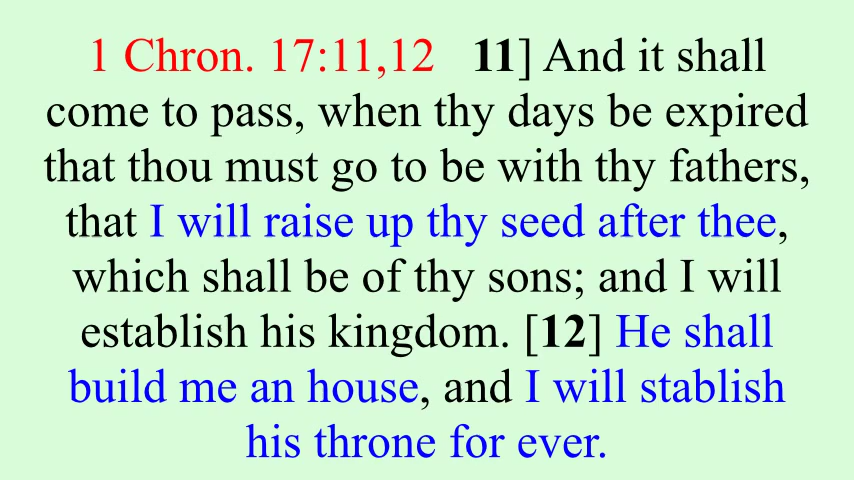 1 Chron. 17:11,12 11] And it shall
come to pass, when thy days be expired
that thou must go to be with thy fathers,
that I will raise up thy seed after thee,
which shall be of thy sons; and I will
establish his kingdom. [12] He shall
build me an house, and I will stablish
his throne for ever.